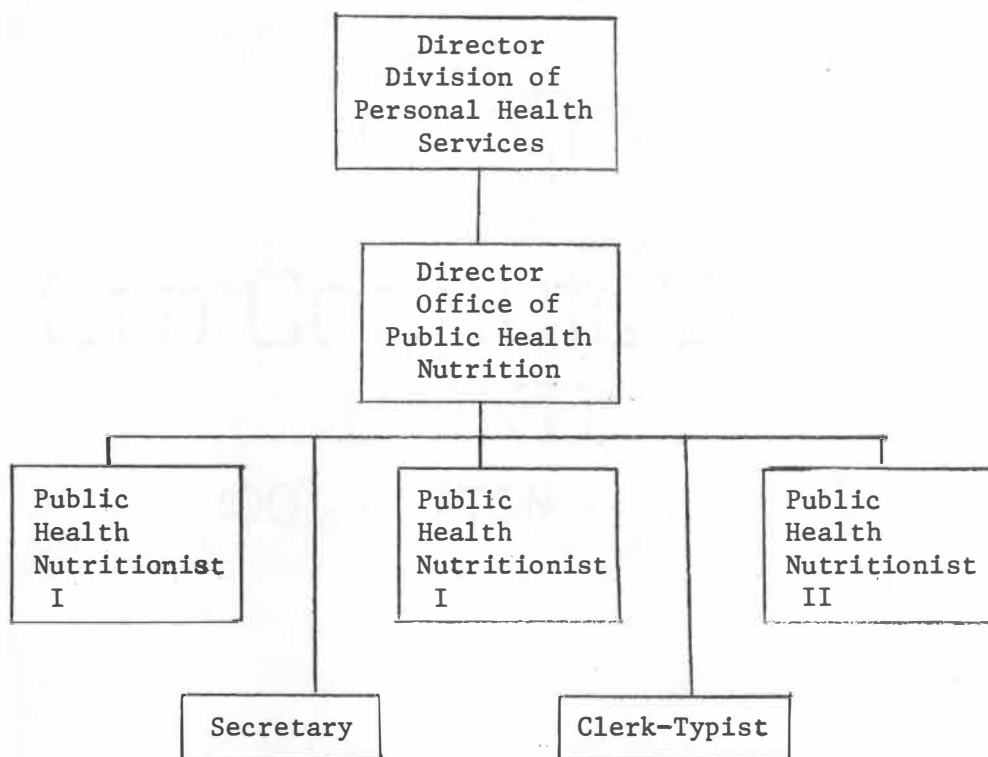 Director
Division of
Personal Health
Services
Director
Office of
Public Health
Nutrition
Public
Health
Nutritionist
I
Public
Health
Nutritionist
I
Public
Health
Nutritionist
II
Secretary
Clerk-Typist